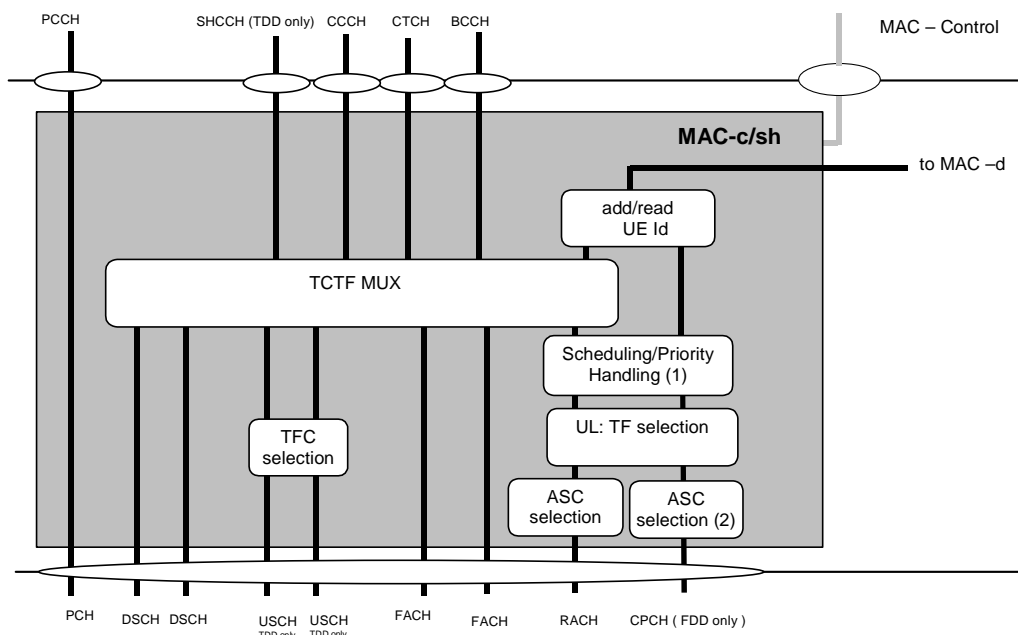 PCCH
SHCCH (TDD only)
CCCH
CTCH
BCCH
MAC – Control
MAC-c/sh
to MAC –d
add/read
UE Id
TCTF MUX
Scheduling/Priority
Handling (1)
UL: TF selection
TFC
selection
ASC
selection
ASC
selection (2)
PCH
DSCH
DSCH
USCH
TDD only
USCH
TDD only
FACH
FACH
RACH
CPCH ( FDD only )